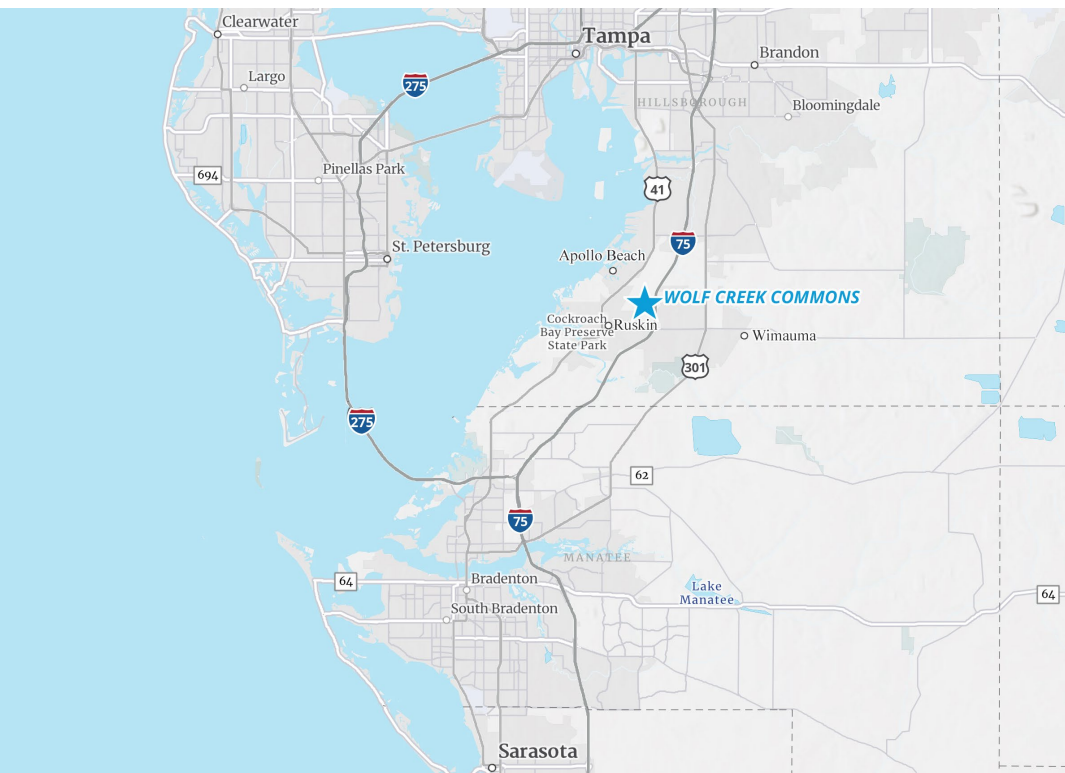 Clearwater
Tampa
Brandon
Largo
275
HILLSBOROUGH
Bloomingdale
Pinellas Park
694
41
St. Petersburg
75
Apollo Beach
WOLF CREEK COMMONS
Cockroach
Bay Preserve
State Park
Ruskin
Wimauma
301
275
62
75
MANATEE
64
Bradenton
Lake
Manatee
64
South Bradenton
Sarasota